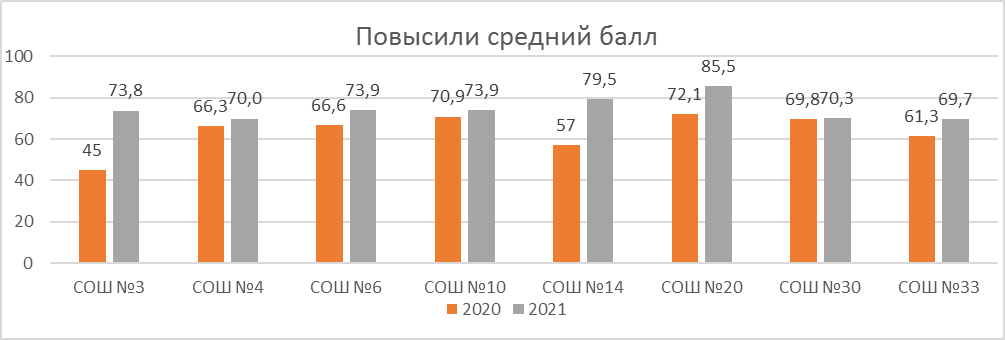 Повысили средний балл
100
80
60
40
20
0
45 73,8 66,3 70,0 66,6 73,9 70,9 73,9 57 79,5 72,1 85,5 69,8 70,3 61,3 69,7
СОШ №3 СОШ №4 СОШ №6 СОШ №10 СОШ №14 СОШ №20 СОШ №30 СОШ №33
2020 2021